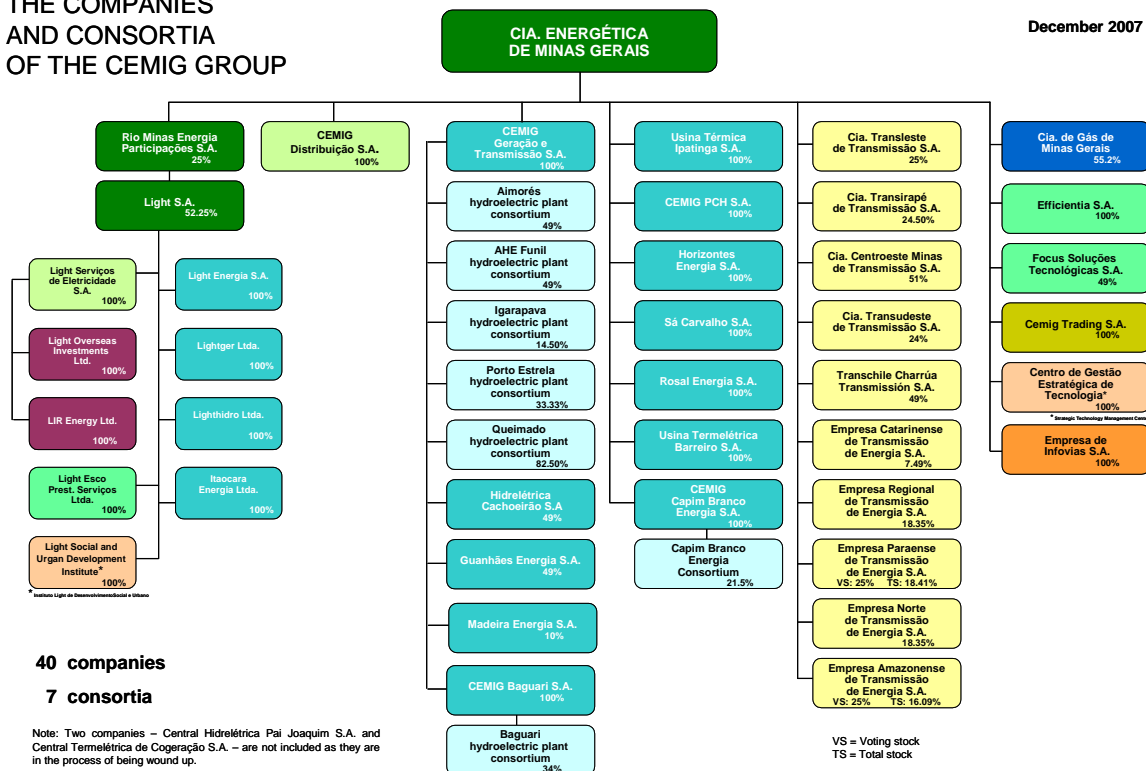 THE COMPANIES
AND CONSORTIA
OF THE CEMIG GROUP
CIA. ENERGÉTICA
DE MINAS GERAIS
December 2007
Rio Minas Energia
Participações S.A.
25%
Light S.A.
52.25%
Light Serviços
de Eletricidade
S.A.
100%
Light Overseas
Investments
Ltd.
100%
LIR Energy Ltd.
100%
Light Esco
Prest. Serviços
Ltda.
100%
Light Social and
Urgan Development
Institute*
100%
* Instituto Light de DesenvolvimentoSocial e Urbano
Light Energia S.A.
100%
Lightger Ltda.
100%
Lighthidro Ltda.
100%
Itaocara
Energia Ltda.
100%
CEMIG
Distribuição S.A.
100%
CEMIG
Geração e
Transmissão S.A.
100%
Aimorés
hydroelectric plant
consortium
49%
AHE Funil
hydroelectric plant
consortium
49%
Igarapava
hydroelectric plant
consortium
14.50%
Porto Estrela
hydroelectric plant
consortium
33.33%
Queimado
hydroelectric plant
consortium
82.50%
Hidrelétrica
Cachoeirão S.A
49%
Guanhães Energia S.A.
49%
Madeira Energia S.A.
10%
CEMIG Baguari S.A.
100%
Baguari
hydroelectric plant
consortium
34%
Usina Térmica
Ipatinga S.A.
100%
CEMIG PCH S.A.
100%
Horizontes
Energia S.A.
100%
Sá Carvalho S.A.
100%
Rosal Energia S.A.
100%
Usina Termelétrica
Barreiro S.A.
100%
CEMIG
Capim Branco
Energia S.A.
100%
Capim Branco
Energia
Consortium
21.5%
Cia. Transleste
de Transmissão S.A.
25%
Cia. Transirapé
de Transmissão S.A.
24.50%
Cia. Centroeste Minas
de Transmissão S.A.
51%
Cia. Transudeste
de Transmissão S.A.
24%
Transchile Charrúa
Transmissión S.A.
49%
Empresa Catarinense
de Transmissão
de Energia S.A.
7.49%
Empresa Regional
de Transmissão
de Energia S.A.
18.35%
Empresa Paraense
de Transmissão
de Energia S.A.
VS: 25% TS: 18.41%
Empresa Norte
de Transmissão
de Energia S.A.
18.35%
Empresa Amazonense
de Transmissão
de Energia S.A.
VS: 25% TS: 16.09%
Cia. de Gás de
Minas Gerais
55.2%
Efficientia S.A.
100%
Focus Soluções
Tecnológicas S.A.
49%
Cemig Trading S.A.
100%
Centro de Gestão
Estratégica de
Tecnologia*
100%
* Strategic Technology Management
Empresa de
Infovias S.A.
100%
40 companies
7 consortia
Note: Two companies – Central Hidrelétrica Pai Joaquim S.A. and
Central Termelétrica de Cogeração S.A. – are not included as they are
in the process of being wound up.
VS = Voting stock
TS = Total stock